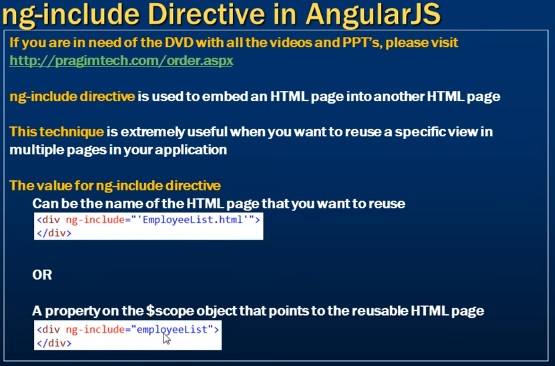 ng-include Directive in AngularJS
If you are in need of the DVD with all the videos and PPT's, please visit
http://pragimtech.com/order.aspx
ng-include directive is used to embed an HTML page into another HTML page
This technique is extremely useful when you want to reuse a specific view in
multiple pages in your application
The value for ng-include directive
Can be the name of the HTML page that you want to reuse
<div ng-include="'EmployeeList.html'">
</div>
OR
A property on the $scope object that points to the reusable HTML page
<div ng-include="employeeList">
</div>